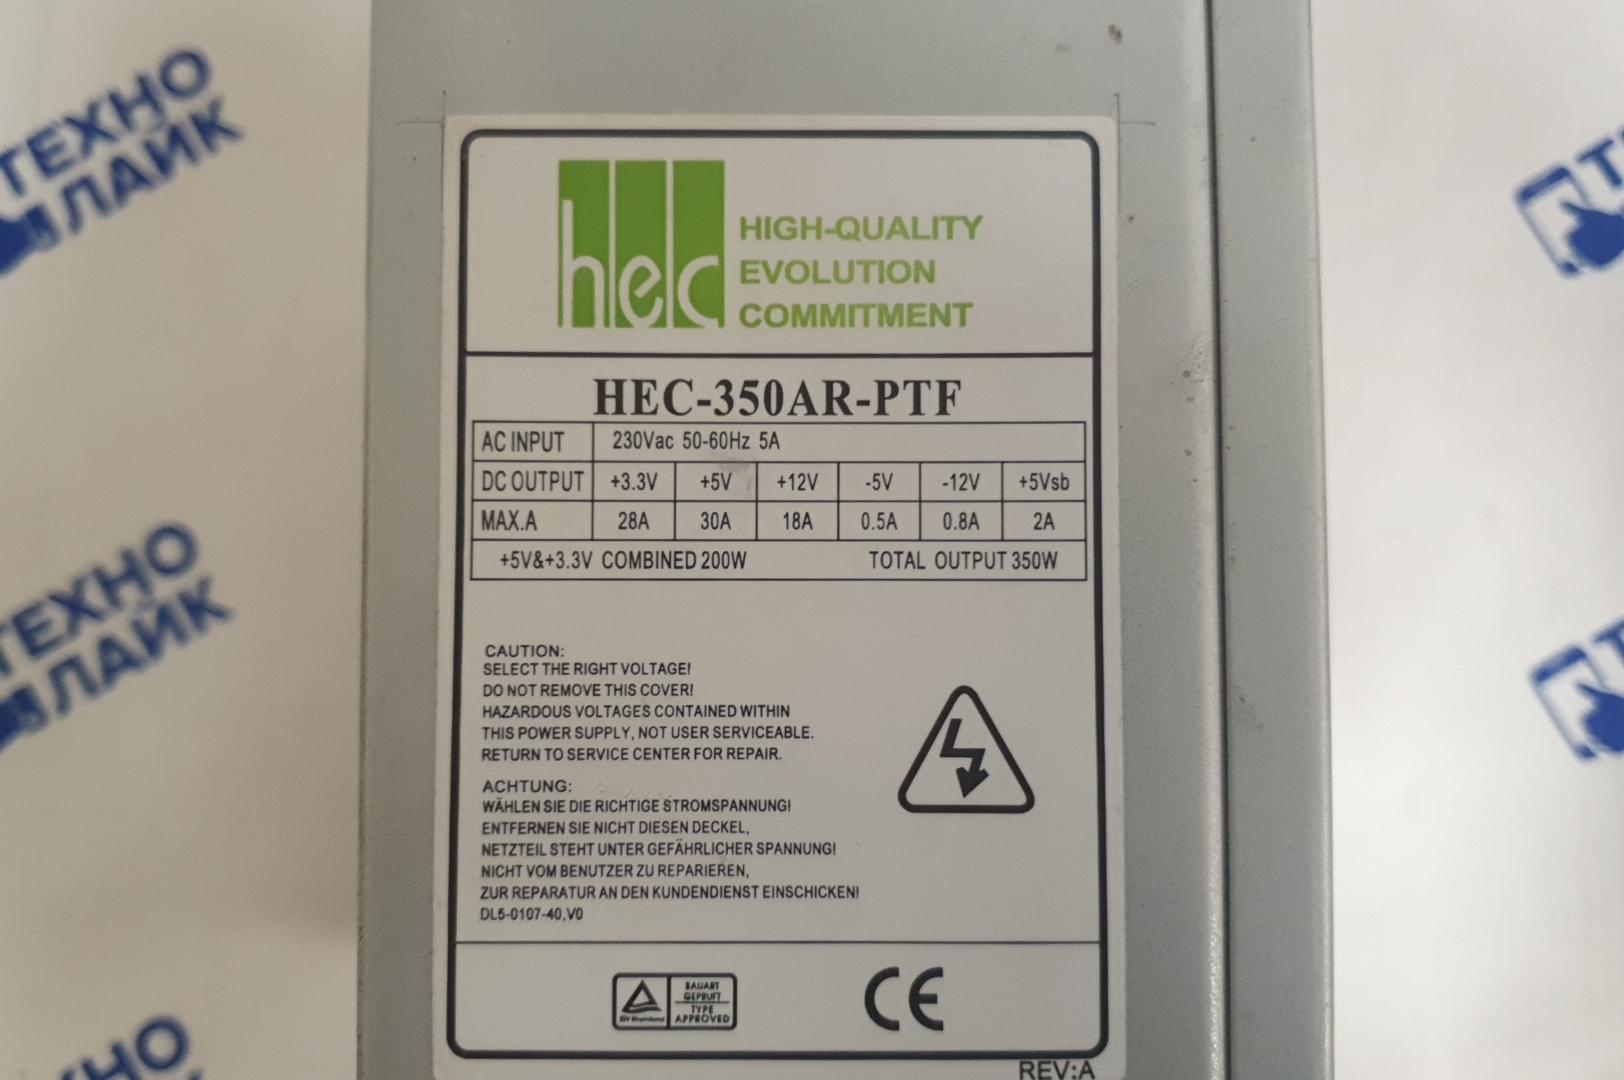 ТЕХНО
ЛАЙК
hec
HIGH-QUALITY
EVOLUTION
COMMITMENT
HEC-350AR-PTF
AC INPUT 230Vac 50-60Hz 5A
DC OUTPUT +3.3V +5V +12V -5V -12V +5Vsb
MAX.A 28A 30A 18A 0.5A 0.8A 2A
+5V&+3.3V COMBINED 200W TOTAL OUTPUT 350W
CAUTION:
SELECT THE RIGHT VOLTAGE!
DO NOT REMOVE THIS COVER!
HAZARDOUS VOLTAGES CONTAINED WITHIN
THIS POWER SUPPLY, NOT USER SERVICEABLE.
RETURN TO SERVICE CENTER FOR REPAIR.
ACHTUNG:
WÄHLEN SIE DIE RICHTIGE STROMSPANNUNG!
ENTFERNEN SIE NICHT DIESEN DECKEL,
NETZTEIL STEHT UNTER GEFÄHRLICHER SPANNUNG!
NICHT VOM BENUTZER ZU REPARIEREN,
ZUR REPARATUR AN DEN KUNDENDIENST EINSCHICKEN!
DL5-0107-40,V0
TÜV Rheinland
BAUART
GEPRUFT
TYPE
APPROVED
CE
REV:A
ТЕХНО
ЛАЙК
ТЕХНО